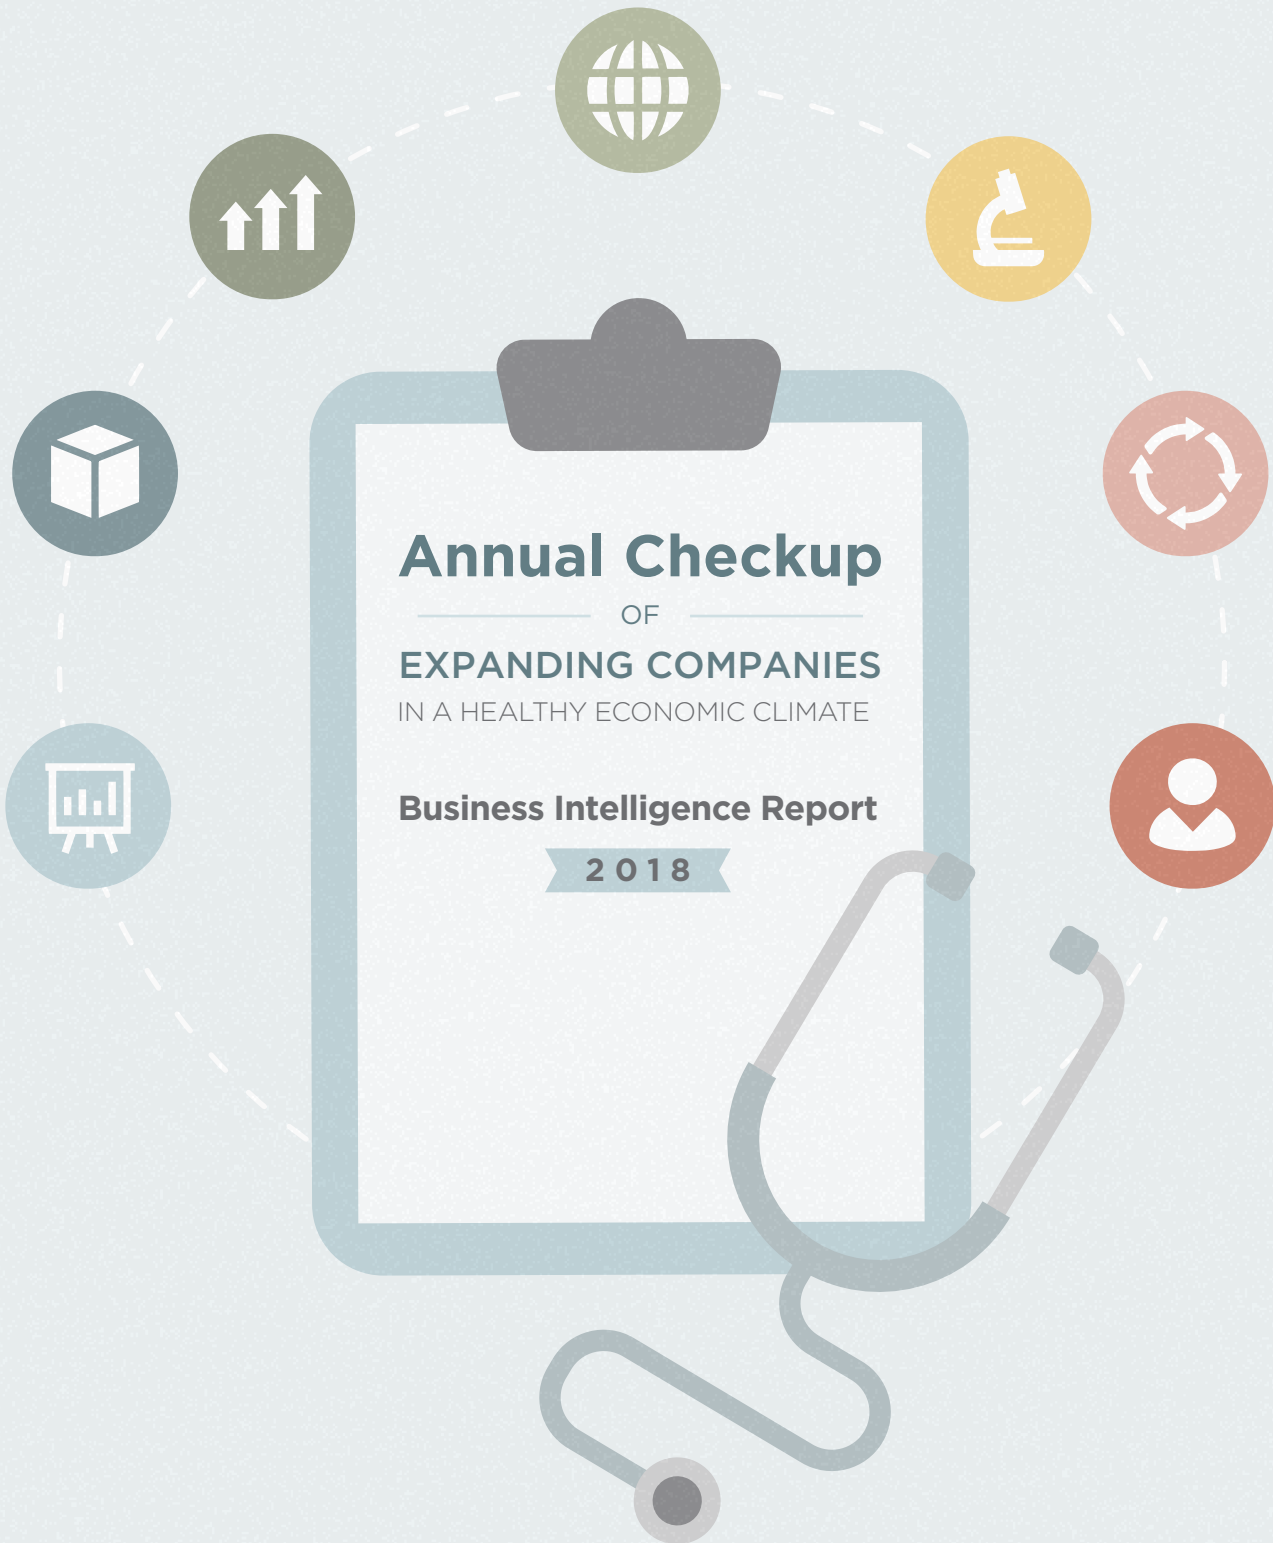 Annual Checkup
OF
EXPANDING COMPANIES
IN A HEALTHY ECONOMIC CLIMATE
Business Intelligence Report
2018